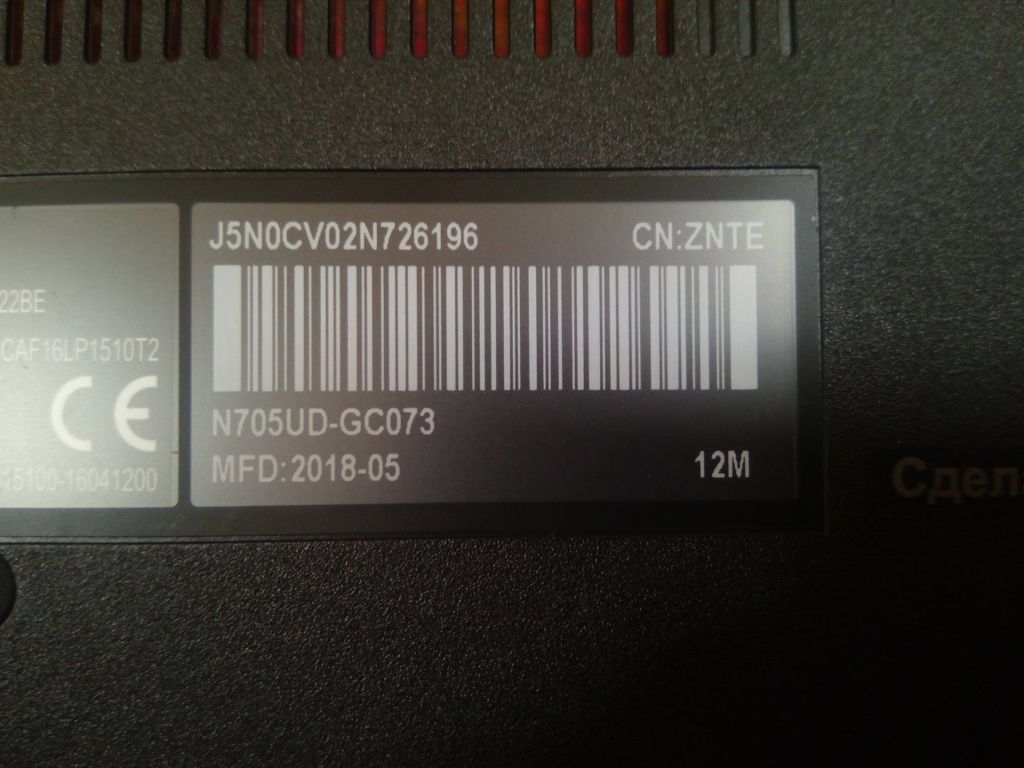 J5N0CV02N726196 CN:ZNTE
22BE
CAF16LP1510T2
CE
N705UD-GC073
MFD:2018-05 12M
15100-16041200
Сдел